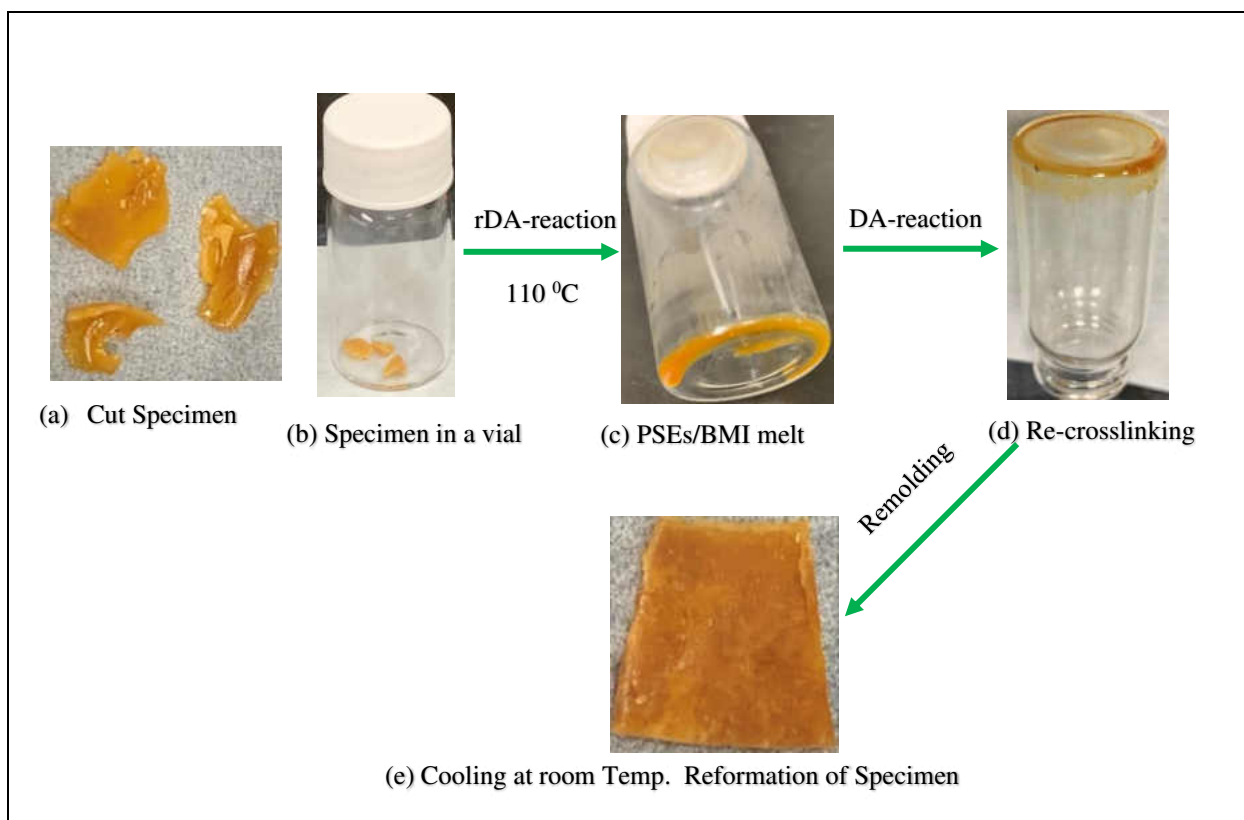 rDA-reaction
110 ⁰C
DA-reaction
(a) Cut Specimen
(b) Specimen in a vial
(c) PSEs/BMI melt
(d) Re-crosslinking
Remolding
(e) Cooling at room Temp. Reformation of Specimen